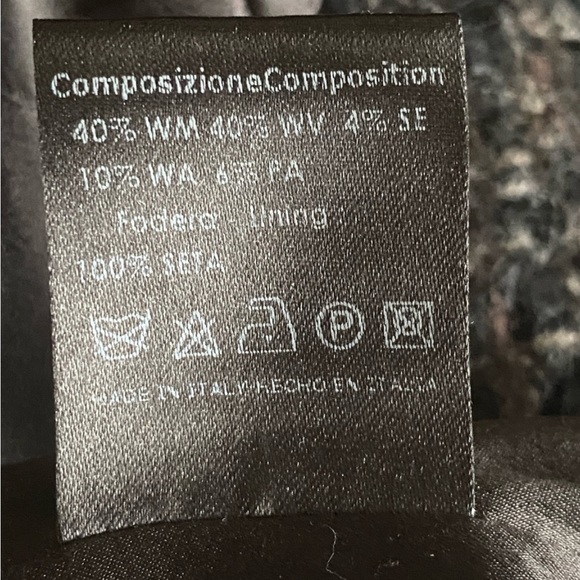 ComposizioneComposition
40% WM 40% WV 4% SE
10% WA 6% PA
Fodera - Lining
100% SETA
P
MADE IN ITALY HECHO EN ITALIA